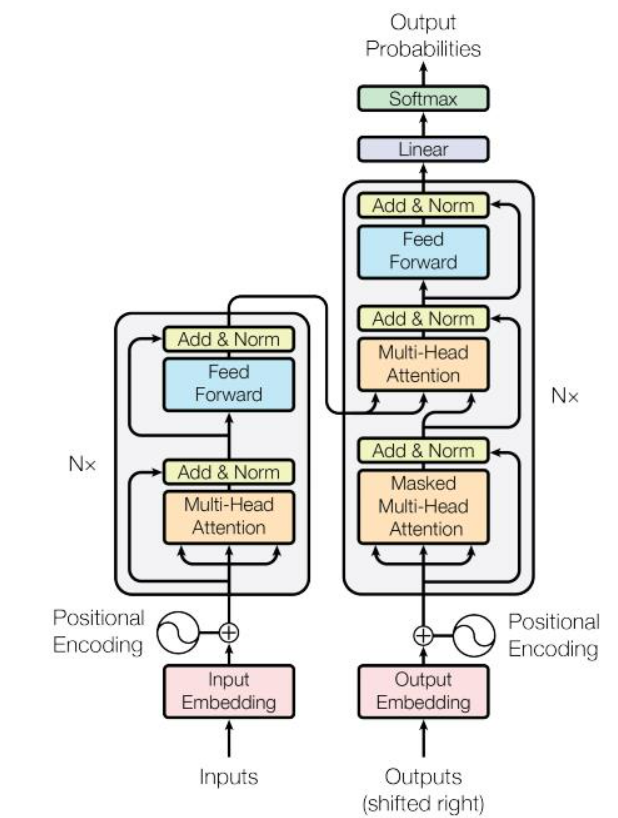 Output
Probabilities
Softmax
Linear
Add & Norm
Feed
Forward
Add & Norm
Multi-Head
Attention
Add & Norm
Masked
Multi-Head
Attention
Nx
Add & Norm
Feed
Forward
Add & Norm
Multi-Head
Attention
Nx
Positional
Encoding
Positional
Encoding
Input
Embedding
Output
Embedding
Inputs
Outputs
(shifted right)